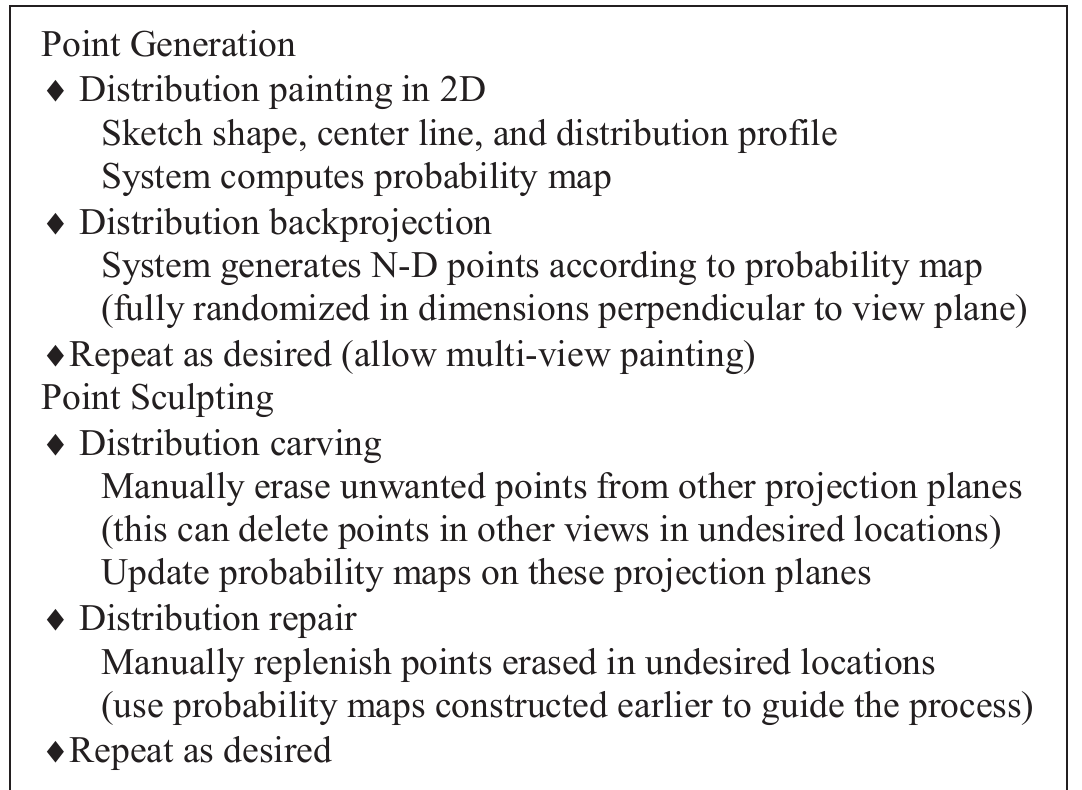 Point Generation
♦ Distribution painting in 2D
Sketch shape, center line, and distribution profile
System computes probability map
♦ Distribution backprojection
System generates N-D points according to probability map
(fully randomized in dimensions perpendicular to view plane)
♦Repeat as desired (allow multi-view painting)
Point Sculpting
♦ Distribution carving
Manually erase unwanted points from other projection planes
(this can delete points in other views in undesired locations)
Update probability maps on these projection planes
♦ Distribution repair
Manually replenish points erased in undesired locations
(use probability maps constructed earlier to guide the process)
♦Repeat as desired